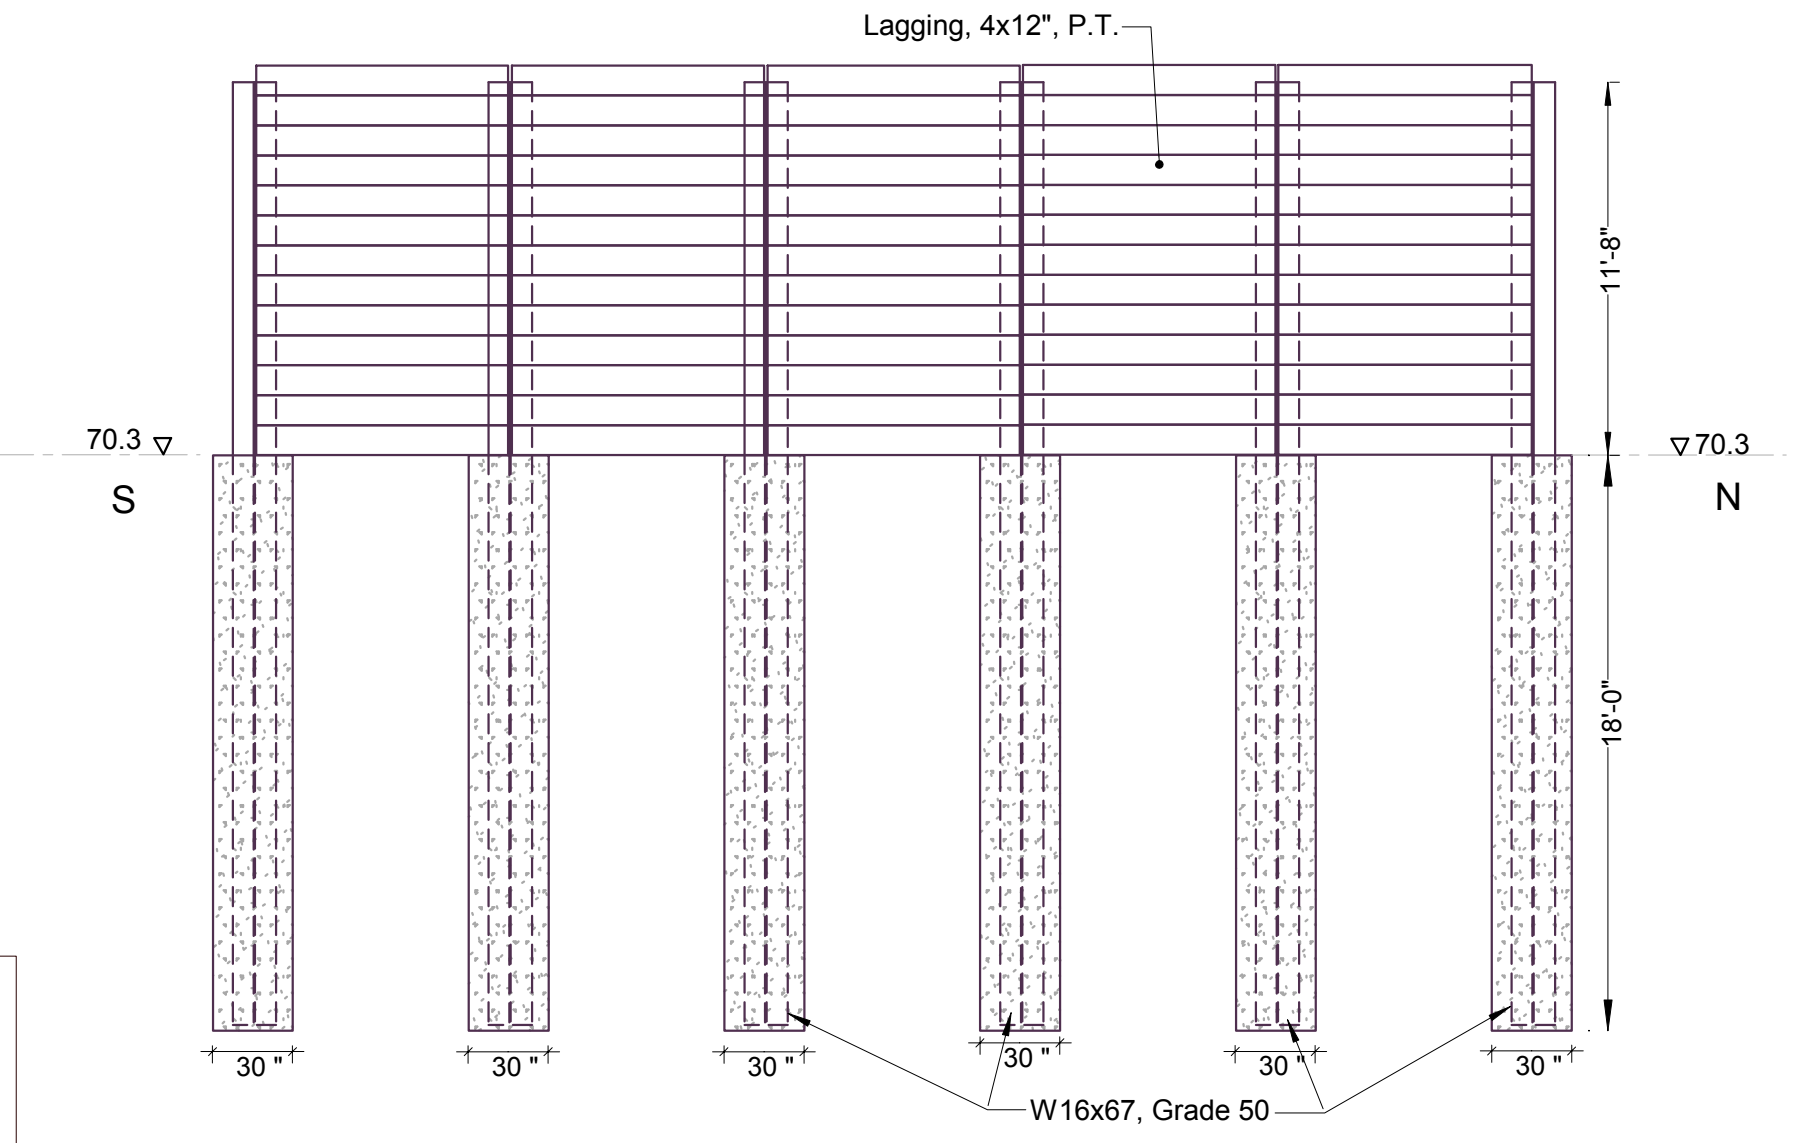 Lagging, 4x12", P.T.
11'-8"
70.3
70.3
S
N
18'-0"
30 "
30 "
30 "
30 "
30 "
30 "
W16x67, Grade 50